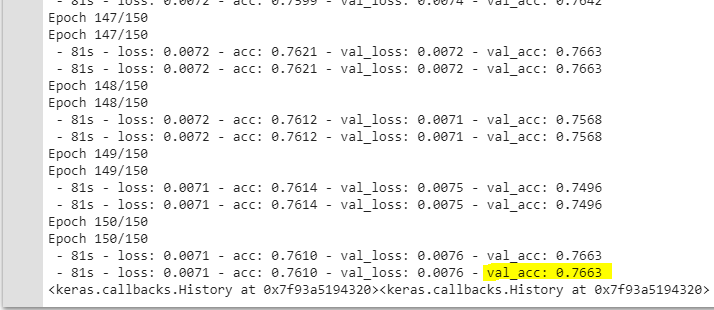 - 81s - loss: 0.0072 - acc: 0.7599 - val_loss: 0.0074 - val_acc: 0.7642
Epoch 147/150
Epoch 147/150
- 81s - loss: 0.0072 - acc: 0.7621 - val_loss: 0.0072 - val_acc: 0.7663
- 81s - loss: 0.0072 - acc: 0.7621 - val_loss: 0.0072 - val_acc: 0.7663
Epoch 148/150
Epoch 148/150
- 81s - loss: 0.0072 - acc: 0.7612 - val_loss: 0.0071 - val_acc: 0.7568
- 81s - loss: 0.0072 - acc: 0.7612 - val_loss: 0.0071 - val_acc: 0.7568
Epoch 149/150
Epoch 149/150
- 81s - loss: 0.0071 - acc: 0.7614 - val_loss: 0.0075 - val_acc: 0.7496
- 81s - loss: 0.0071 - acc: 0.7614 - val_loss: 0.0075 - val_acc: 0.7496
Epoch 150/150
Epoch 150/150
- 81s - loss: 0.0071 - acc: 0.7610 - val_loss: 0.0076 - val_acc: 0.7663
- 81s - loss: 0.0071 - acc: 0.7610 - val_loss: 0.0076 - val_acc: 0.7663
<keras.callbacks.History at 0x7f93a5194320><keras.callbacks.History at 0x7f93a5194320>